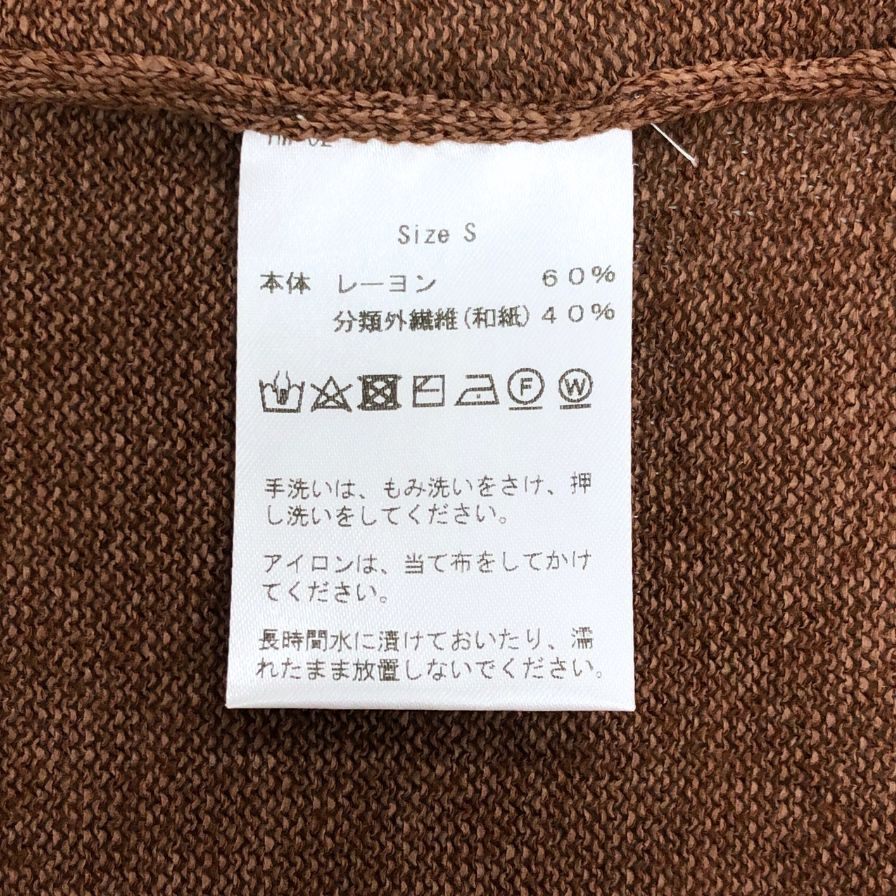 Size S
本体 レーヨン 60%
分類外繊維(和紙) 40%
F W
手洗いは、もみ洗いをさけ、押
し洗いをしてください。
アイロンは、当て布をしてかけ
てください。
長時間水に漬けておいたり、濡
れたまま放置しないでください。